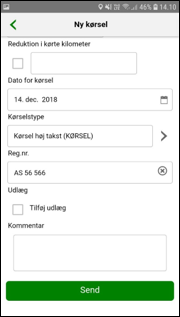 46% 14.10
Ny kørsel
Reduktion i kørte kilometer
Dato for kørsel
14. dec. 2018
Kørselstype
Kørsel høj takst (KØRSEL)
Reg.nr.
AS 56 566
Udlæg
Tilføj udlæg
Kommentar
Send